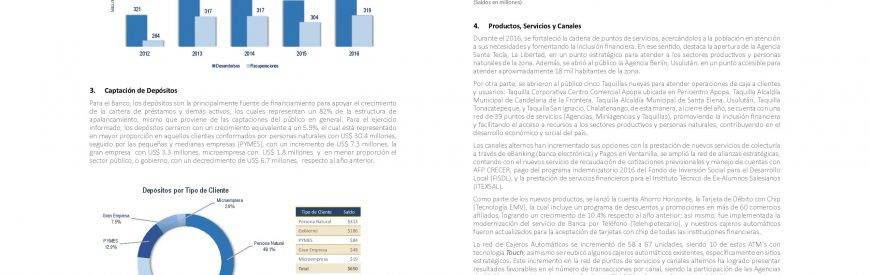 321
284
317
317
304
319
2012
2013
2014
2015
2016
Desembolsos
Recuperaciones
3. Captación de Depósitos
Para el Banco, los depósitos son la principalmente fuente de financiamiento para apoyar el crecimiento
de la cartera de préstamos y demás activos, los cuales representan un 82% de la estructura de
apalancamiento, mismo que proviene de las captaciones del público en general. Para el ejercicio
informado, los depósitos cerraron con un crecimiento equivalente a un 5.9%, el cual está representado
en mayor proporción en aquellos clientes conformados por personas naturales con US$ 30.4 millones,
seguido por las pequeñas y medianas empresas (PYMES), con un incremento de US$ 7.3 millones, la
gran empresa con US$ 3.3 millones, microempresa con US$ 1.8 millones, y en menor proporción el
sector público, o gobierno, con un decrecimiento de US$ 6.7 millones, respecto al año anterior.
Depósitos por Tipo de Cliente
Microempresa
2.9%
Gran Empresa
7.5%
PYMES
12.9%
Persona Natural
48.1%
Tipo de Cliente Saldo
Persona Natural $313
Gobierno $186
PYMES $84
Gran Empresa $48
Microempresa $19
Total $650
(Saldos en millones)
4. Productos, Servicios y Canales
Durante el 2016, se fortaleció la cadena de puntos de servicios, acercándolos a la población en atención
a sus necesidades y fomentando la inclusión financiera. En ese sentido, destaca la apertura de la Agencia
Santa Tecla, La Libertad, en un punto estratégico para atender a los sectores productivos y personas
naturales de la zona. Además, se abrió al público la Agencia Berlín, Usulután, en un punto accesible para
atender aproximadamente 18 mil habitantes de la zona.
Por otra parte, se abrieron al público cinco Taquillas nuevas para atender operaciones de caja a clientes
y usuarios: Taquilla Corporativa Centro Comercial Apopa ubicada en Pericentro Apopa, Taquilla Alcaldía
Municipal de Candelaria de la Frontera, Taquilla Alcaldía Municipal de Santa Elena, Usulután, Taquilla
Tonacatepeque, y Taquilla San Ignacio, Chalatenango, de esta manera, al cierre del año, se cuenta con una
red de 39 puntos de servicios (Agencias, Miniagencias y Taquillas), promoviendo la inclusión financiera
y facilitando el acceso a recursos a los sectores productivos y personas naturales, contribuyendo en el
desarrollo económico y social del país.
Los canales alternos han incrementado sus opciones con la prestación de nuevos servicios de colecturía
a través de eBanking (banca electrónica) y Pagos en Ventanilla, se amplió la red de alianzas estratégicas,
contando con el servicio de recaudación de cotizaciones previsionales y manejo de cuentas con
AFP CRECER, pago del programa Indemnizatorio 2016 del Fondo de Inversión Social para el Desarrollo
Local (FISDL), y la prestación de servicios financieros para el Instituto Técnico de Ex-Alumnos Salesianos
(ITEXSAL).
Como parte de los nuevos productos, se lanzó la cuenta Ahorro Horizonte, la Tarjeta de Débito con Chip
(Tecnología EMV), la cual incluye un programa de descuentos y promociones en más de 60 comercios
afiliados, logrando un crecimiento de 10.4% respecto al año anterior; así mismo, fue implementada la
modernización del servicio de Banca por Teléfono (Telehipotecario), y nuestros cajeros automáticos
fueron actualizados para la aceptación de tarjetas con chip de todas las instituciones financieras.
La red de Cajeros Automáticos se incrementó de 58 a 67 unidades, siendo 10 de estos ATM's con
tecnología Touch; asimismo se reubicó algunos cajeros automáticos existentes, específicamente en sitios
estratégicos. Este incremento en la red de puntos de servicios y canales alternos ha logrado presentar
resultados favorables en el número de transacciones por canal, siendo la participación de las Agencias